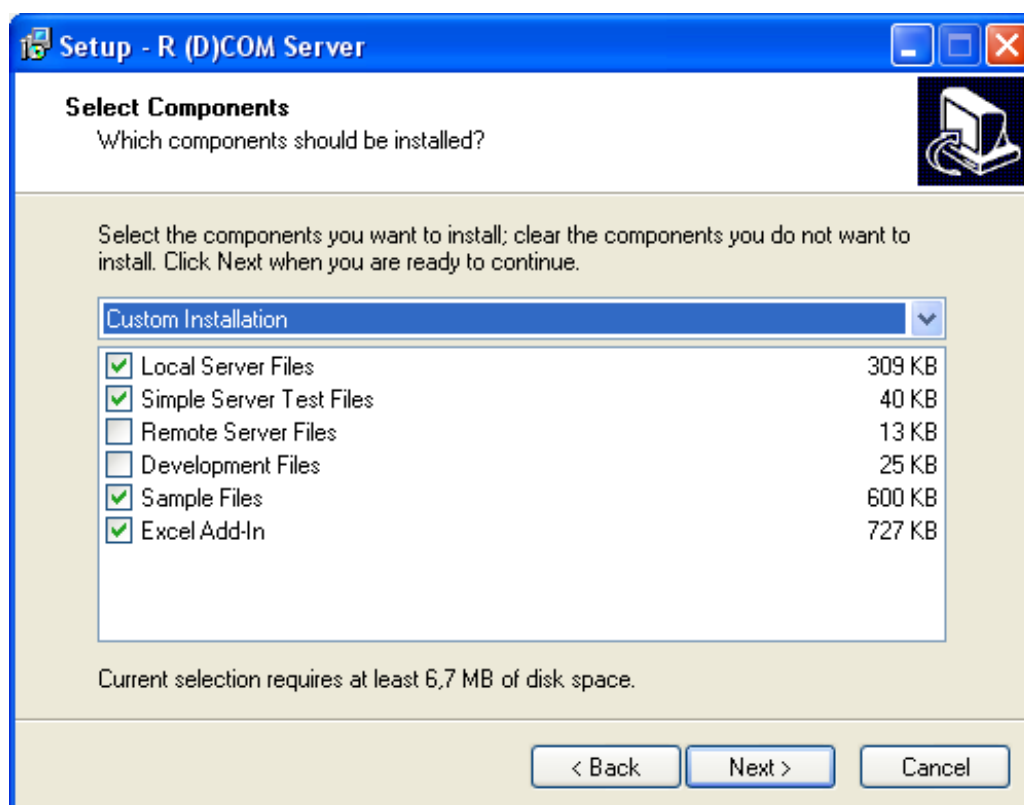 Setup - R (D)COM Server
Select Components
Which components should be installed?
Select the components you want to install; clear the components you do not want to
install. Click Next when you are ready to continue.
Custom Installation
Local Server Files 309 KB
Simple Server Test Files 40 KB
Remote Server Files 13 KB
Development Files 25 KB
Sample Files 600 KB
Excel Add-In 727 KB
Current selection requires at least 6,7 MB of disk space.
< Back Next > Cancel